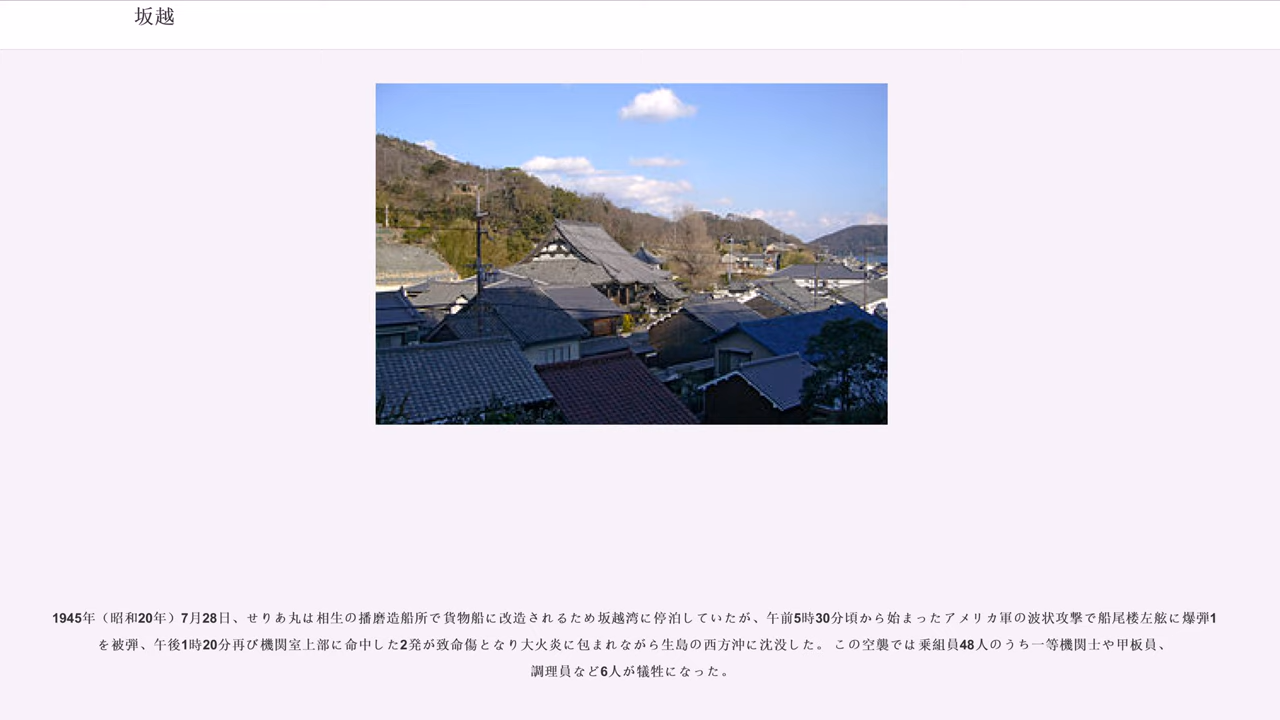 坂越
1945年（昭和20年）7月28日、せりあ丸は相生の播磨造船所で貨物船に改造されるため坂越湾に停泊していたが、午前5時30分頃から始まったアメリカ軍の波状攻撃で船尾楼左舷に爆弾1
を被弾、午後1時20分再び機関室上部に命中した2発が致命傷となり大火炎に包まれながら生島の西方沖に沈没した。 この空襲では乗組員48人のうち一等機関士や甲板員、
調理員など6人が犠牲になった。